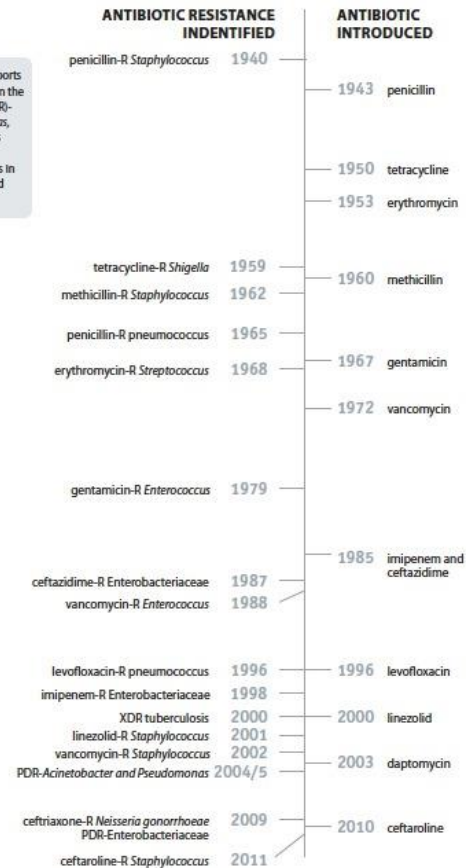 ANTIBIOTIC RESISTANCE
INDENTIFIED
ANTIBIOTIC
INTRODUCED
penicillin-R Staphylococcus 1940
1943 penicillin
1950 tetracycline
1953 erythromycin
tetracycline-R Shigella 1959
1960 methicillin
methicillin-R Staphylococcus 1962
penicillin-R pneumococcus 1965
1967 gentamicin
erythromycin-R Streptococcus 1968
1972 vancomycin
gentamicin-R Enterococcus 1979
1985 imipenem and
ceftazidime
ceftazidime-R Enterobacteriaceae 1987
vancomycin-R Enterococcus 1988
levofloxacin-R pneumococcus 1996
1996 levofloxacin
imipenem-R Enterobacteriaceae 1998
XDR tuberculosis 2000
2000 linezolid
linezolid-R Staphylococcus 2001
vancomycin-R Staphylococcus 2002
2003 daptomycin
PDR-Acinetobacter and Pseudomonas 2004/5
ceftriaxone-R Neisseria gonorrhoeae 2009
PDR-Enterobacteriaceae
2010 ceftaroline
ceftaroline-R Staphylococcus 2011